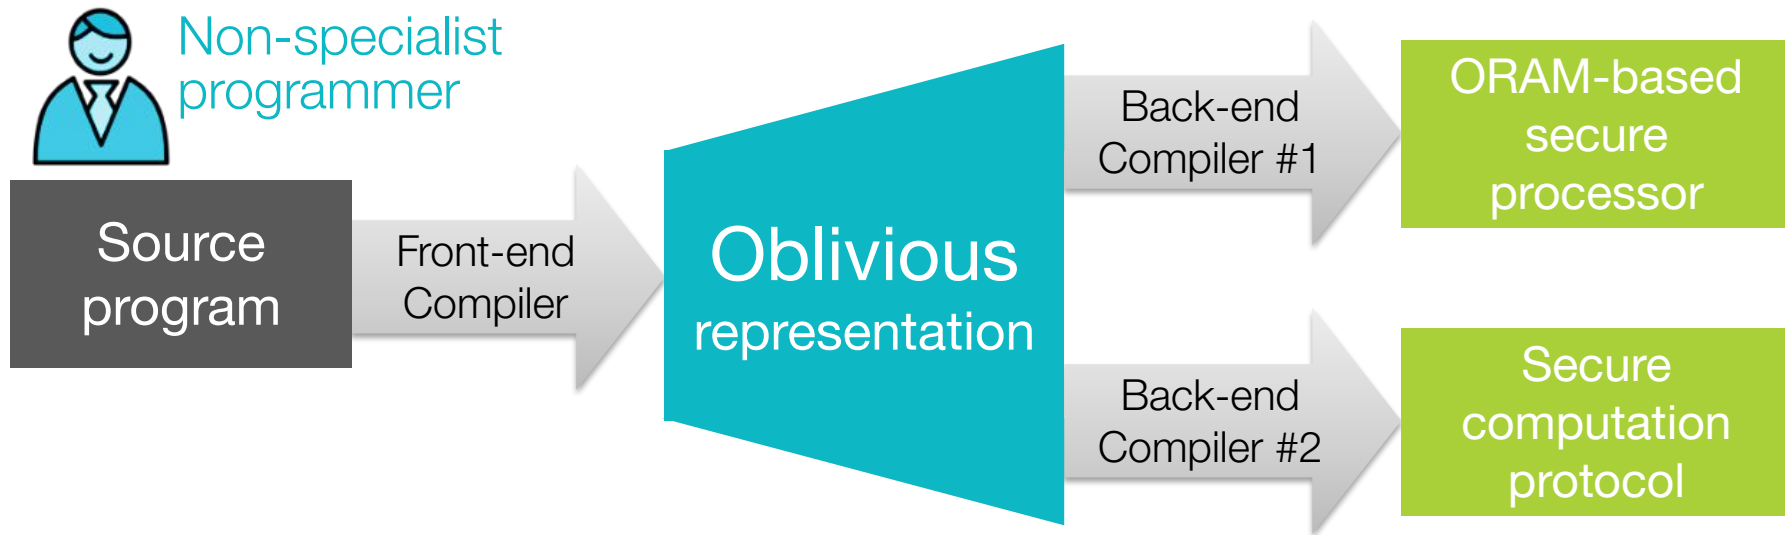 Non-specialist
programmer
Source
program
Front-end
Compiler
Oblivious
representation
Back-end
Compiler #1
ORAM-based
secure
processor
Back-end
Compiler #2
Secure
computation
protocol